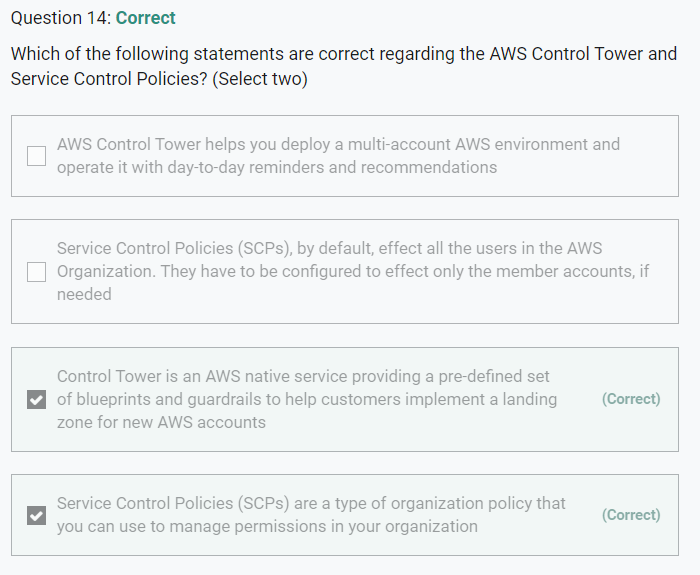 Question 14: Correct
Which of the following statements are correct regarding the AWS Control Tower and
Service Control Policies? (Select two)
AWS Control Tower helps you deploy a multi-account AWS environment and
operate it with day-to-day reminders and recommendations
Service Control Policies (SCPs), by default, effect all the users in the AWS
Organization. They have to be configured to effect only the member accounts, if
needed
Control Tower is an AWS native service providing a pre-defined set
of blueprints and guardrails to help customers implement a landing
zone for new AWS accounts
(Correct)
Service Control Policies (SCPs) are a type of organization policy that
you can use to manage permissions in your organization
(Correct)